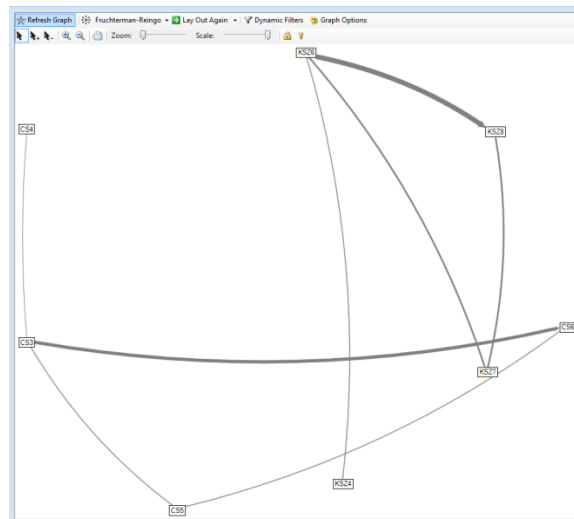 Refresh Graph Fruchterman-Reingo Lay Out Again Dynamic Filters Graph Options
Zoom: Scale:
KSZ6
CS4
KSZ8
CS6
CS3
KSZ7
KSZ4
CS5